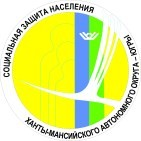 СОЦИАЛЬНАЯ ЗАЩИТА НАСЕЛЕНИЯ
ХАНТЫ-МАНСИЙСКОГО АВТОНОМНОГО ОКРУГА - ЮГРЫ